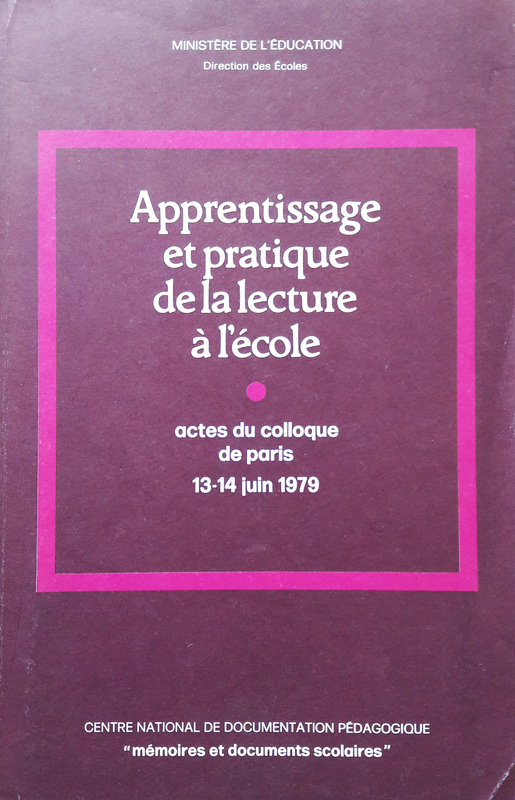 MINISTÈRE DE L'ÉDUCATION
Direction des Écoles
Apprentissage
et pratique
de la lecture
à l'école
actes du colloque
de paris
13-14 juin 1979
CENTRE NATIONAL DE DOCUMENTATION PÉDAGOGIQUE
"mémoires et documents scolaires"